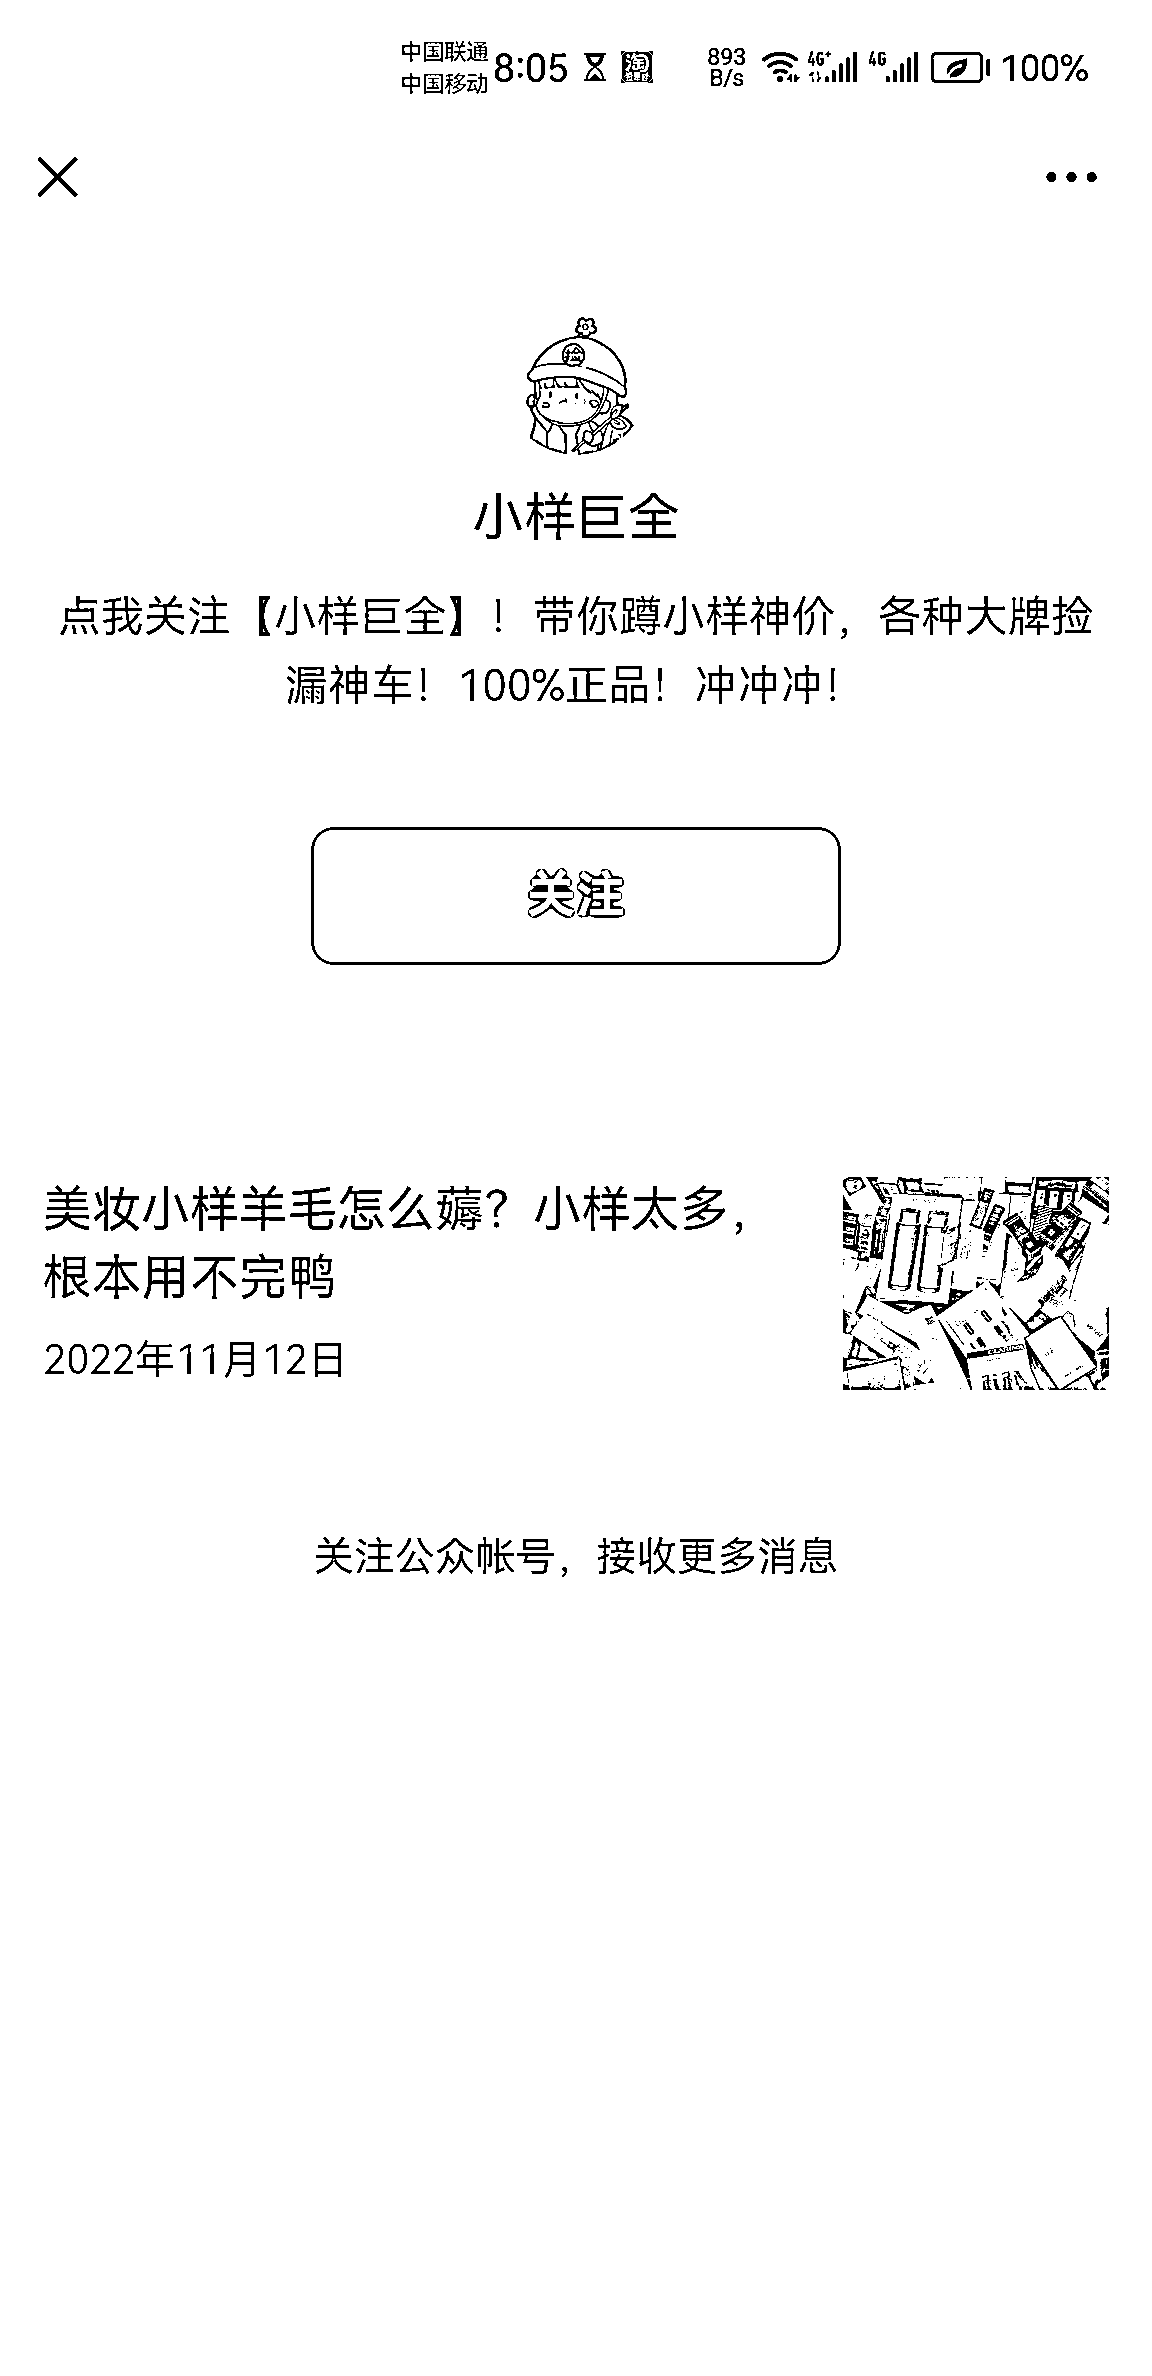 中国联通
中国移动
8:05
893
B/s
4G+
4G
100%
捡
小样巨全
点我关注【小样巨全】！带你蹲小样神价，各种大牌捡
漏神车！100%正品！冲冲冲！
关注
美妆小样羊毛怎么薅？小样太多，
根本用不完鸭
2022年11月12日
关注公众帐号，接收更多消息